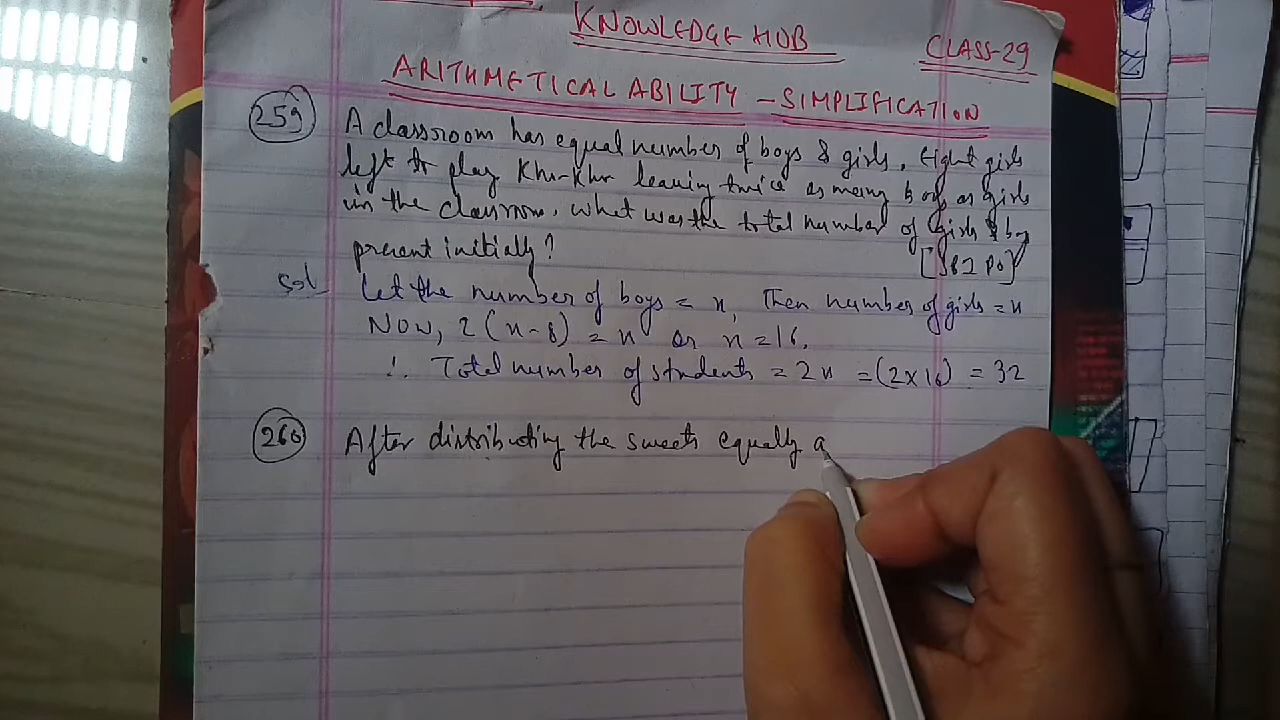 KNOWLEDGE HUB
CLASS-29
ARITHMETICAL ABILITY - SIMPLIFICATION
259 A classroom has equal number of boys & girls. Eight girls
left to play Kho-Kho leaving twice as many boys as girls
in the classroom. What was the total number of girls & boys
present initially?
Sol Let the number of boys = x, Then number of girls = x
NOW, 2(x-8) = x or x = 16.
∴ Total number of students = 2x = (2x16) = 32
260 After distributing the sweets equally a